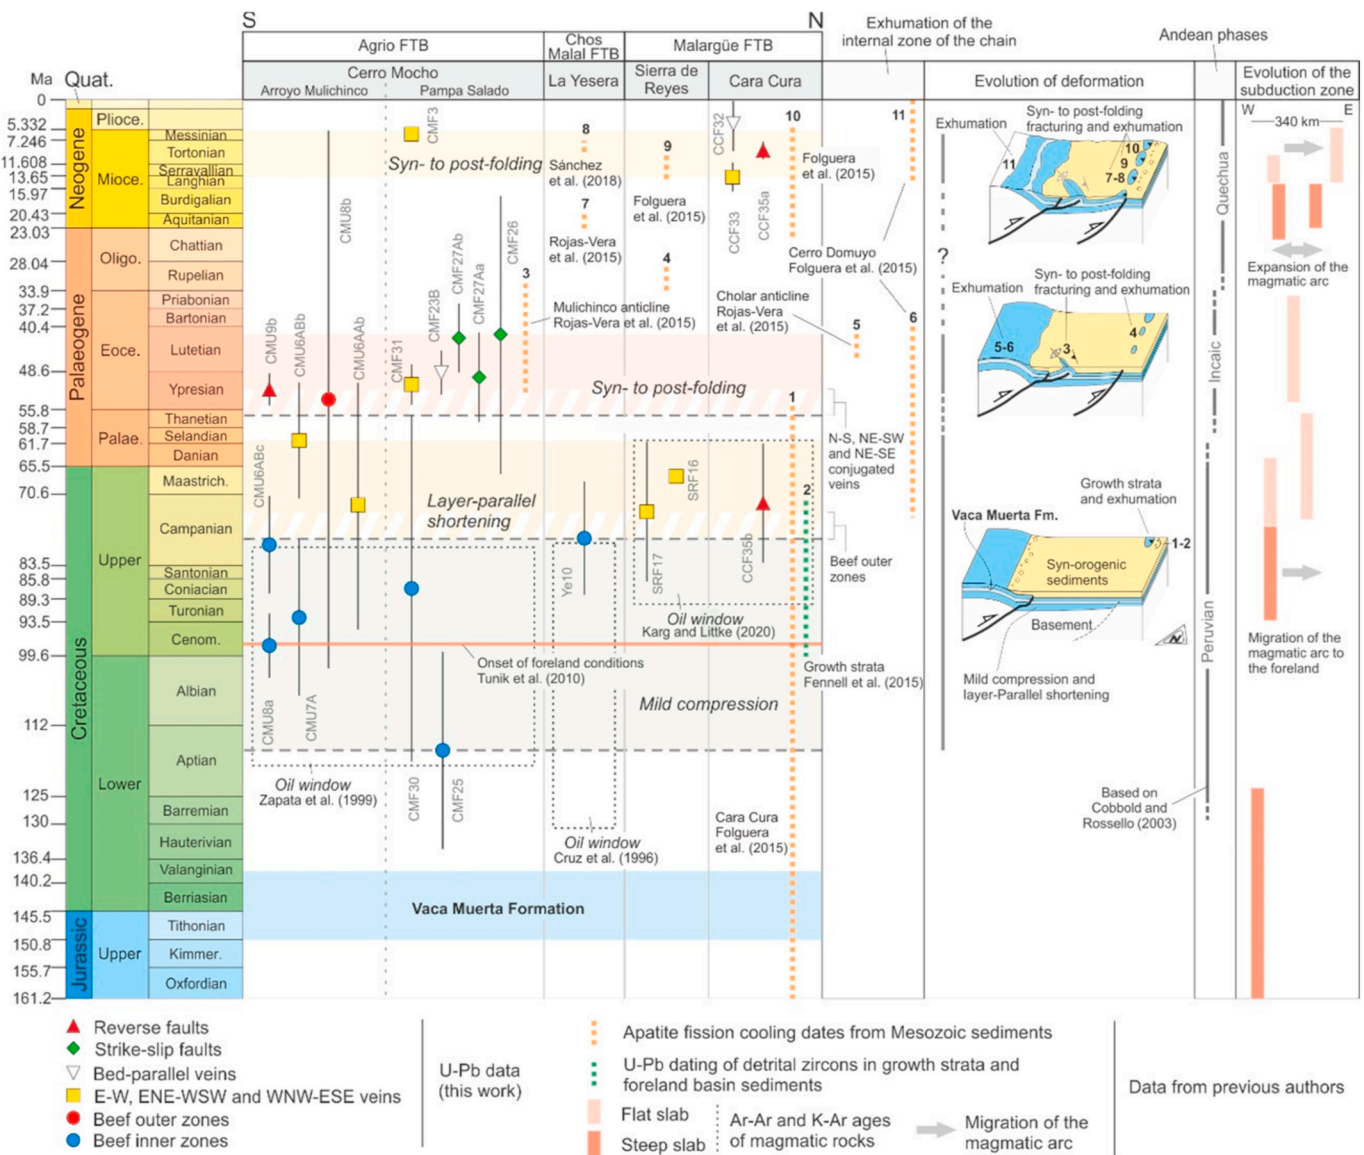 S
N
Exhumation of the
internal zone of the chain
Andean phases
Agrio FTB
Chos
Malal FTB
Malargüe FTB
Ma
Quat.
Cerro Mocho
Arroyo Mulichinco
Pampa Salado
La Yesera
Sierra de
Reyes
Cara Cura
Evolution of deformation
Evolution of the
subduction zone
0
5.332
7.246
11.608
13.65
15.97
20.43
23.03
28.04
33.9
37.2
40.4
48.6
55.8
58.7
61.7
65.5
70.6
83.5
85.8
89.3
93.5
99.6
112
125
130
136.4
140.2
145.5
150.8
155.7
161.2
Neogene
Palaeogene
Cretaceous
Jurassic
Plioce.
Mioce.
Oligo.
Eoce.
Palae.
Upper
Lower
Upper
Messinian
Tortonian
Serravallian
Langhian
Burdigalian
Aquitanian
Chattian
Rupelian
Priabonian
Bartonian
Lutetian
Ypresian
Thanetian
Selandian
Danian
Maastrich.
Campanian
Santonian
Coniacian
Turonian
Cenom.
Albian
Aptian
Barremian
Hauterivian
Valanginian
Berriasian
Tithonian
Kimmer.
Oxfordian
CMU9b
CMU6ABb
CMU8b
CMU6AAb
CMU6ABc
CMU8a
CMU7A
CMF3
CMF31
CMF23B
CMF27Ab
CMF27Aa
CMF26
CMF30
CMF25
Ye10
SRF17
SRF16
CCF32
CCF33
CCF35a
CCF35b
Syn- to post-folding
Syn- to post-folding
Layer-parallel
shortening
Mild compression
8
Sánchez
et al. (2018)
7
Rojas-Vera
et al. (2015)
9
Folguera
et al. (2015)
4
3
Mulichinco anticline
Rojas-Vera et al. (2015)
10
Folguera
et al. (2015)
11
Cerro Domuyo
Folguera et al. (2015)
Cholar anticline
Rojas-Vera
et al. (2015)
5
6
1
2
N-S, NE-SW
and NE-SE
conjugated
veins
Beef outer
zones
Oil window
Karg and Littke (2020)
Onset of foreland conditions
Tunik et al. (2010)
Growth strata
Fennell et al. (2015)
Oil window
Zapata et al. (1999)
Oil window
Cruz et al. (1996)
Cara Cura
Folguera
et al. (2015)
Vaca Muerta Formation
?
Syn- to post-folding
fracturing and exhumation
Exhumation
11
10
9
7-8
Syn- to post-folding
fracturing and exhumation
Exhumation
5-6
3
4
Growth strata
and exhumation
Vaca Muerta Fm.
1-2
Syn-orogenic
sediments
Basement
N
Mild compression and
layer-Parallel shortening
Based on
Cobbold and
Rossello (2003)
Quechua
Incaic
Peruvian
W
E
340 km
Expansion of the
magmatic arc
Migration of the
magmatic arc to
the foreland
Reverse faults
Strike-slip faults
Bed-parallel veins
E-W, ENE-WSW and WNW-ESE veins
Beef outer zones
Beef inner zones
U-Pb data
(this work)
Apatite fission cooling dates from Mesozoic sediments
U-Pb dating of detrital zircons in growth strata and
foreland basin sediments
Flat slab
Steep slab
Ar-Ar and K-Ar ages
of magmatic rocks
Migration of the
magmatic arc
Data from previous authors